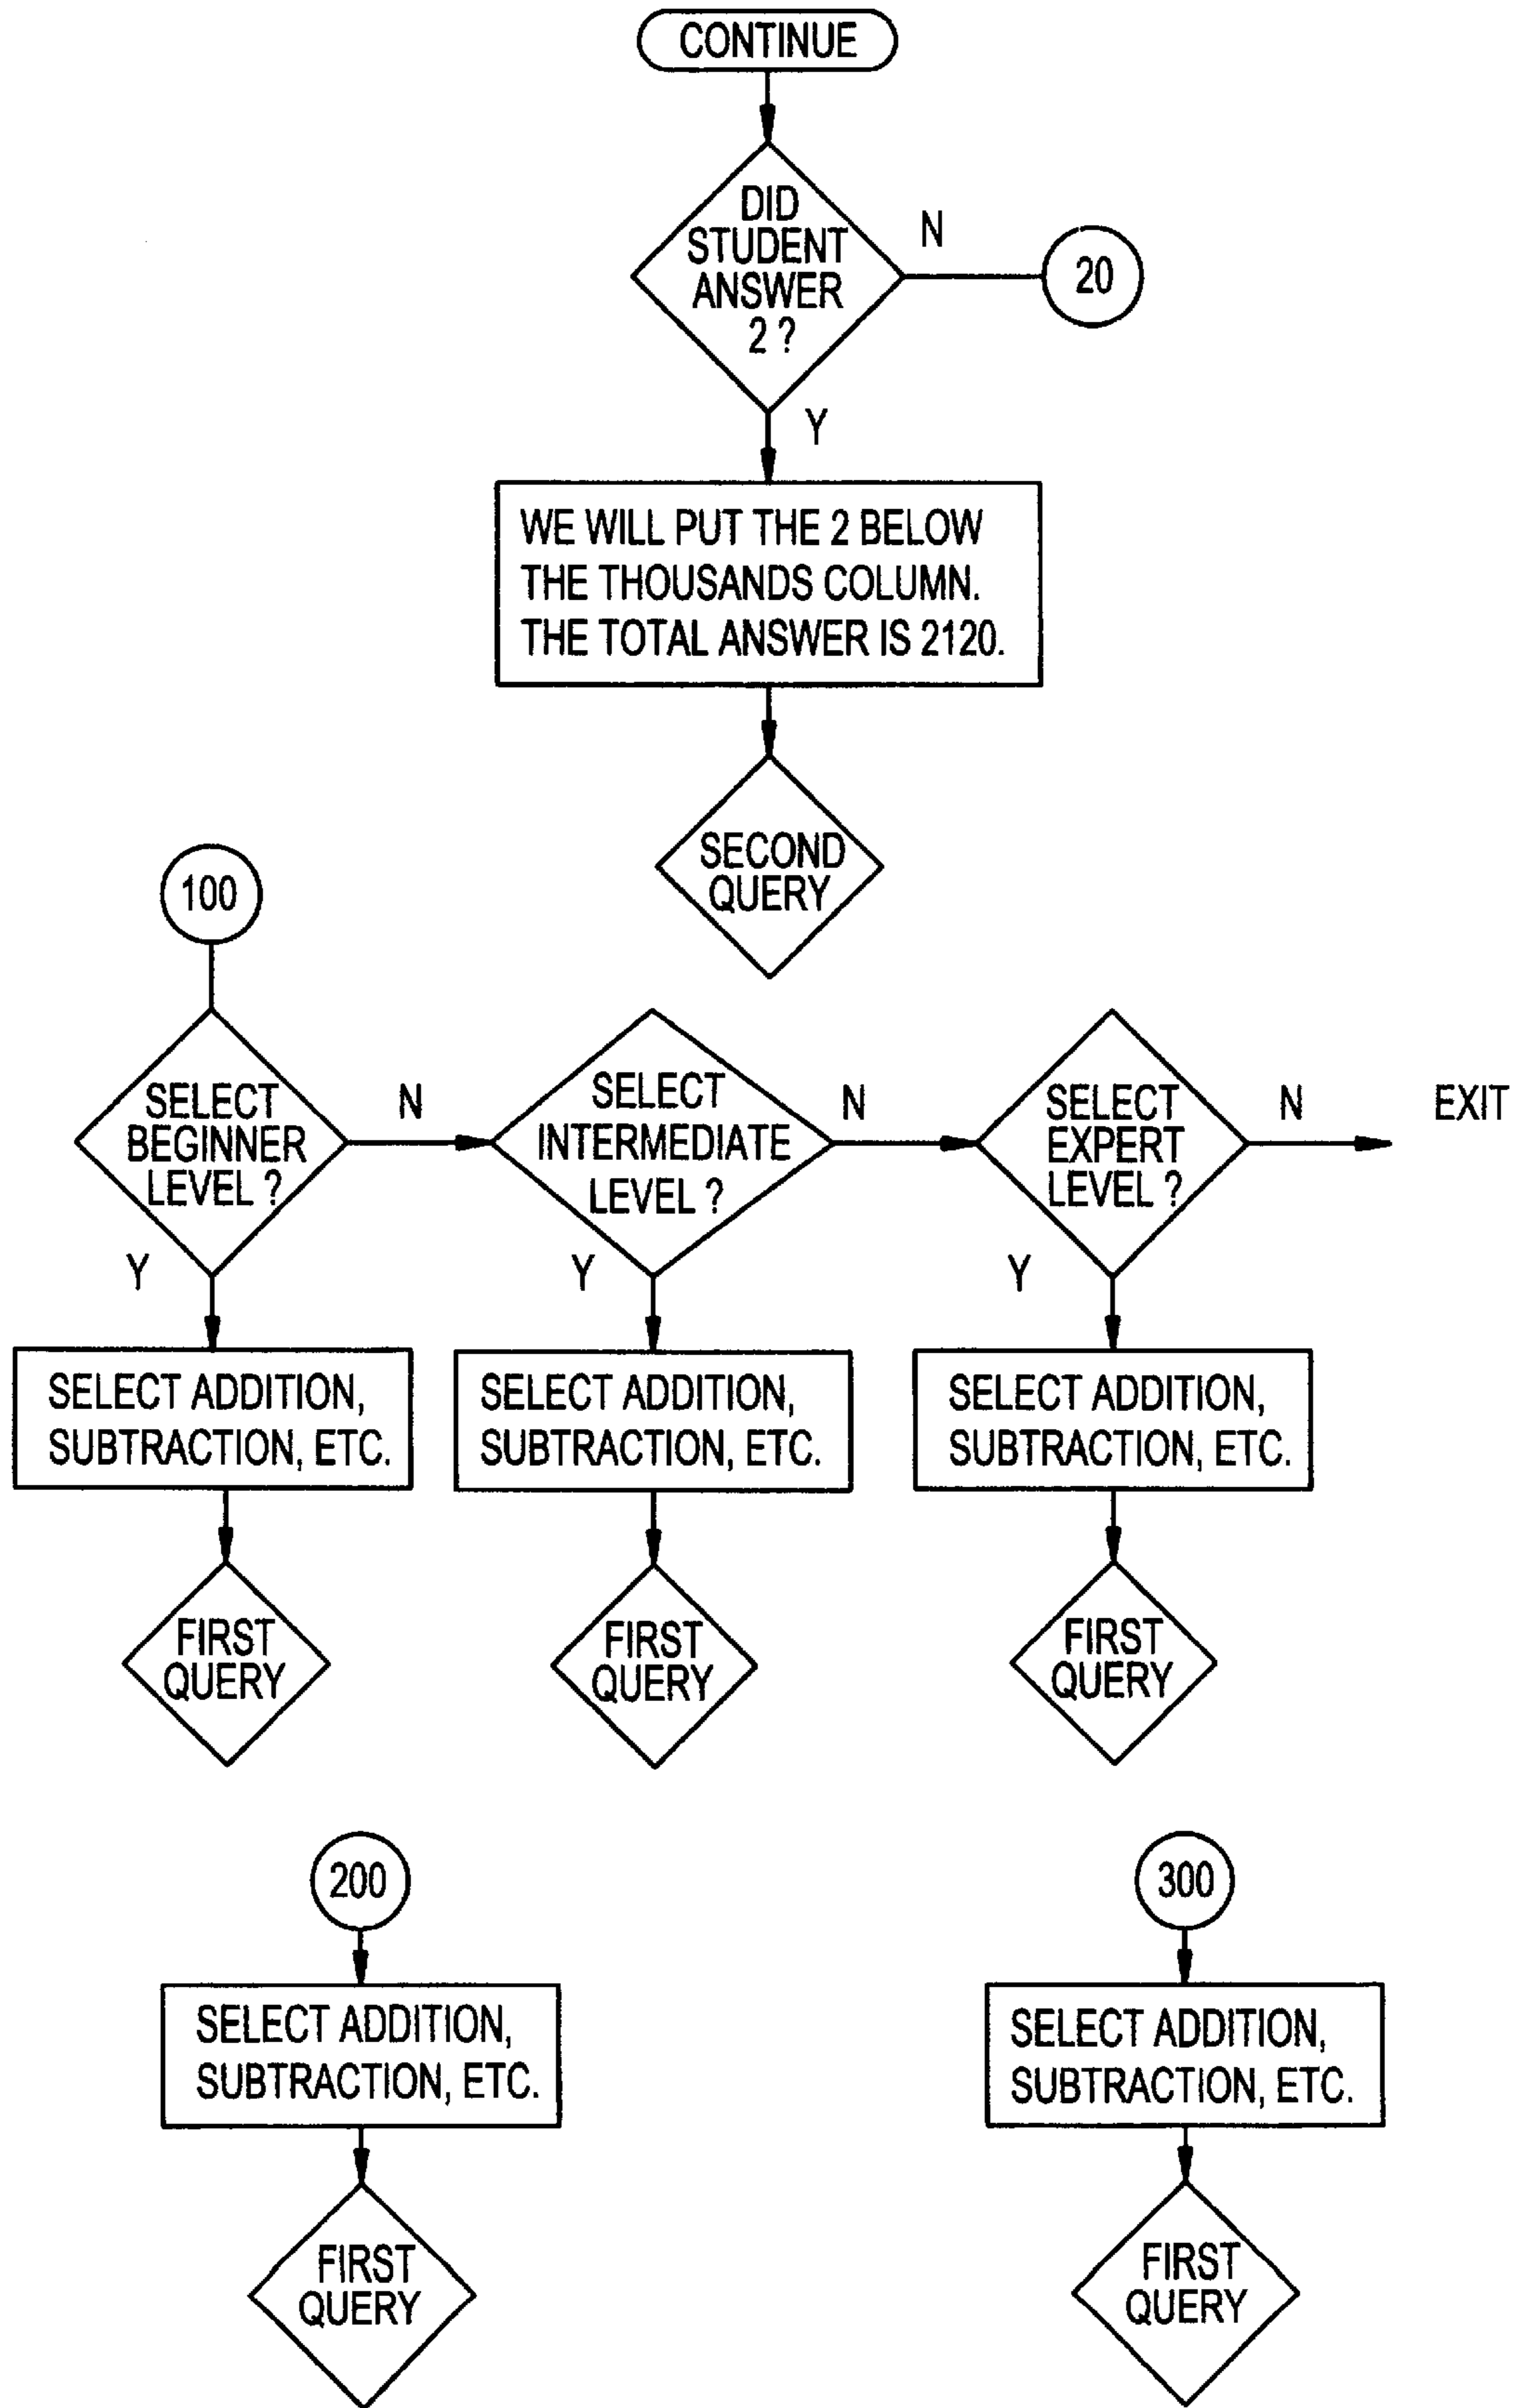 CONTINUE
DID
STUDENT
ANSWER
2 ?
N
20
Y
WE WILL PUT THE 2 BELOW
THE THOUSANDS COLUMN.
THE TOTAL ANSWER IS 2120.
SECOND
QUERY
100
SELECT
BEGINNER
LEVEL ?
N
SELECT
INTERMEDIATE
LEVEL ?
N
SELECT
EXPERT
LEVEL ?
N
EXIT
Y
Y
Y
SELECT ADDITION,
SUBTRACTION, ETC.
SELECT ADDITION,
SUBTRACTION, ETC.
SELECT ADDITION,
SUBTRACTION, ETC.
FIRST
QUERY
FIRST
QUERY
FIRST
QUERY
200
300
SELECT ADDITION,
SUBTRACTION, ETC.
SELECT ADDITION,
SUBTRACTION, ETC.
FIRST
QUERY
FIRST
QUERY